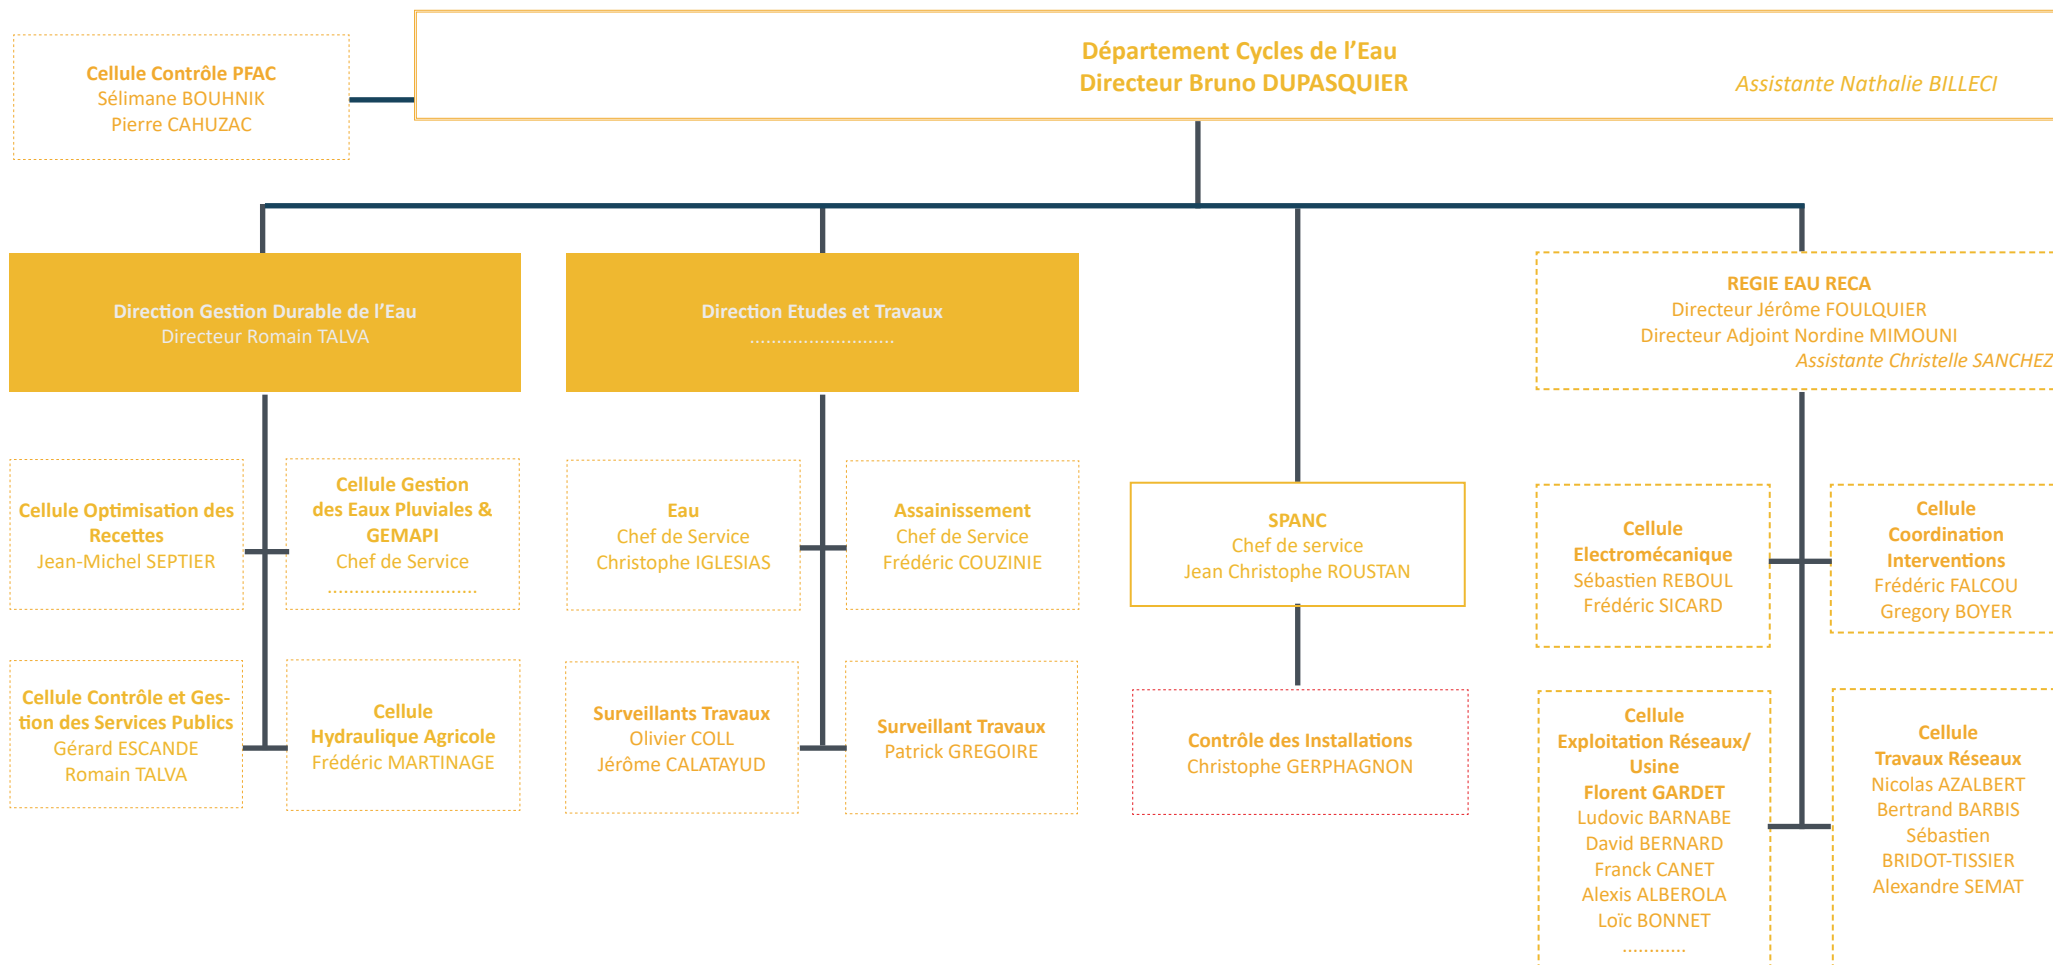 Cellule Contrôle PFAC
Sélimane BOUHNIK
Pierre CAHUZAC
Département Cycles de l’Eau
Directeur Bruno DUPASQUIER
Assistante Nathalie BILLECI
Direction Gestion Durable de l’Eau
Directeur Romain TALVA
Direction Etudes et Travaux
...........................
REGIE EAU RECA
Directeur Jérôme FOULQUIER
Directeur Adjoint Nordine MIMOUNI
Assistante Christelle SANCHEZ
Cellule Optimisation des
Recettes
Jean-Michel SEPTIER
Cellule Gestion
des Eaux Pluviales &
GEMAPI
Chef de Service
............................
Eau
Chef de Service
Christophe IGLESIAS
Assainissement
Chef de Service
Frédéric COUZINIE
SPANC
Chef de service
Jean Christophe ROUSTAN
Cellule
Electromécanique
Sébastien REBOUL
Frédéric SICARD
Cellule
Coordination
Interventions
Frédéric FALCOU
Gregory BOYER
Cellule Contrôle et Ges-
tion des Services Publics
Gérard ESCANDE
Romain TALVA
Cellule
Hydraulique Agricole
Frédéric MARTINAGE
Surveillants Travaux
Olivier COLL
Jérôme CALATAYUD
Surveillant Travaux
Patrick GREGOIRE
Contrôle des Installations
Christophe GERPHAGNON
Cellule
Exploitation Réseaux/
Usine
Florent GARDET
Ludovic BARNABE
David BERNARD
Franck CANET
Alexis ALBEROLA
Loïc BONNET
............
Cellule
Travaux Réseaux
Nicolas AZALBERT
Bertrand BARBIS
Sébastien
BRIDOT-TISSIER
Alexandre SEMAT